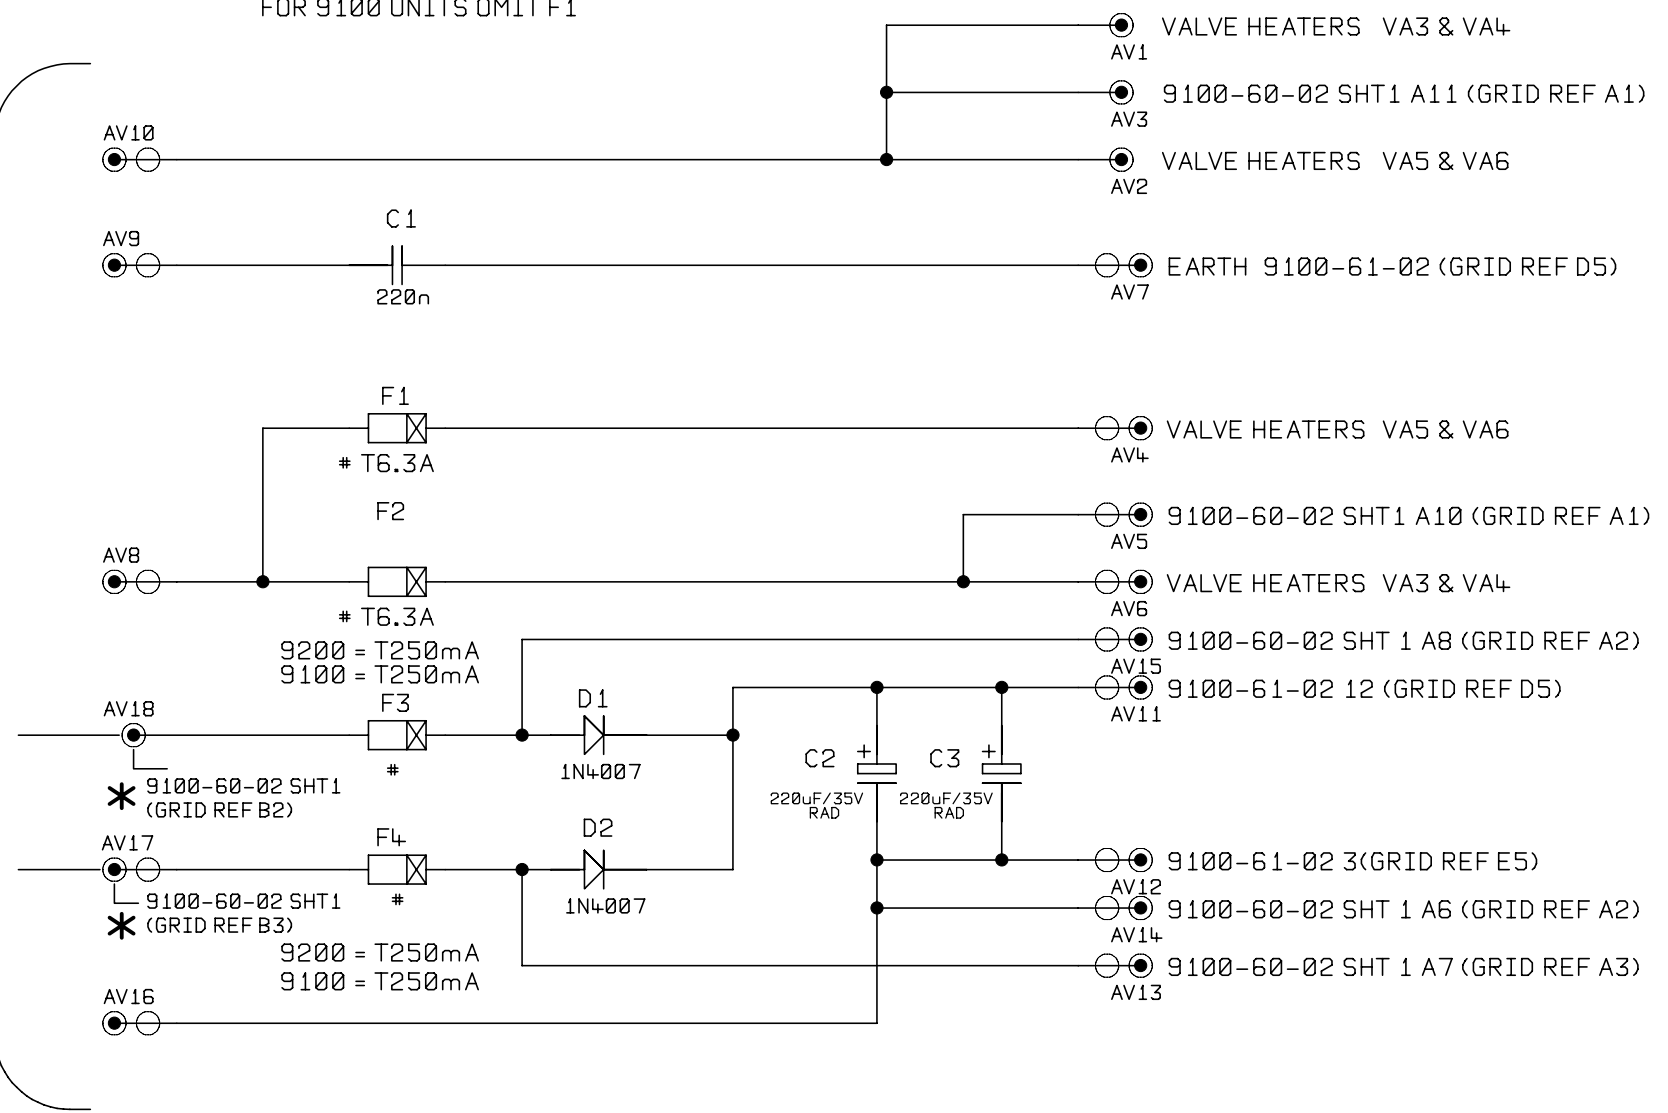 FOR 9100 UNITS OMIT F1
VALVE HEATERS VA3 & VA4
AV1
9100-60-02 SHT1 A11 (GRID REF A1)
AV3
AV10
VALVE HEATERS VA5 & VA6
AV2
C1
AV9
EARTH 9100-61-02 (GRID REF D5)
220n
AV7
F1
VALVE HEATERS VA5 & VA6
AV4
# T6.3A
F2
9100-60-02 SHT1 A10 (GRID REF A1)
AV5
AV8
VALVE HEATERS VA3 & VA4
AV6
# T6.3A
9200 = T250mA
9100 = T250mA
9100-60-02 SHT 1 A8 (GRID REF A2)
AV15
9100-61-02 12 (GRID REF D5)
AV11
AV18
F3
D1
#
1N4007
C2
+
220uF/35V
RAD
C3
+
220uF/35V
RAD
* 9100-60-02 SHT1
(GRID REF B2)
AV17
F4
D2
#
1N4007
* 9100-60-02 SHT1
(GRID REF B3)
9100-61-02 3(GRID REF E5)
AV12
9100-60-02 SHT 1 A6 (GRID REF A2)
AV14
9200 = T250mA
9100 = T250mA
9100-60-02 SHT 1 A7 (GRID REF A3)
AV13
AV16